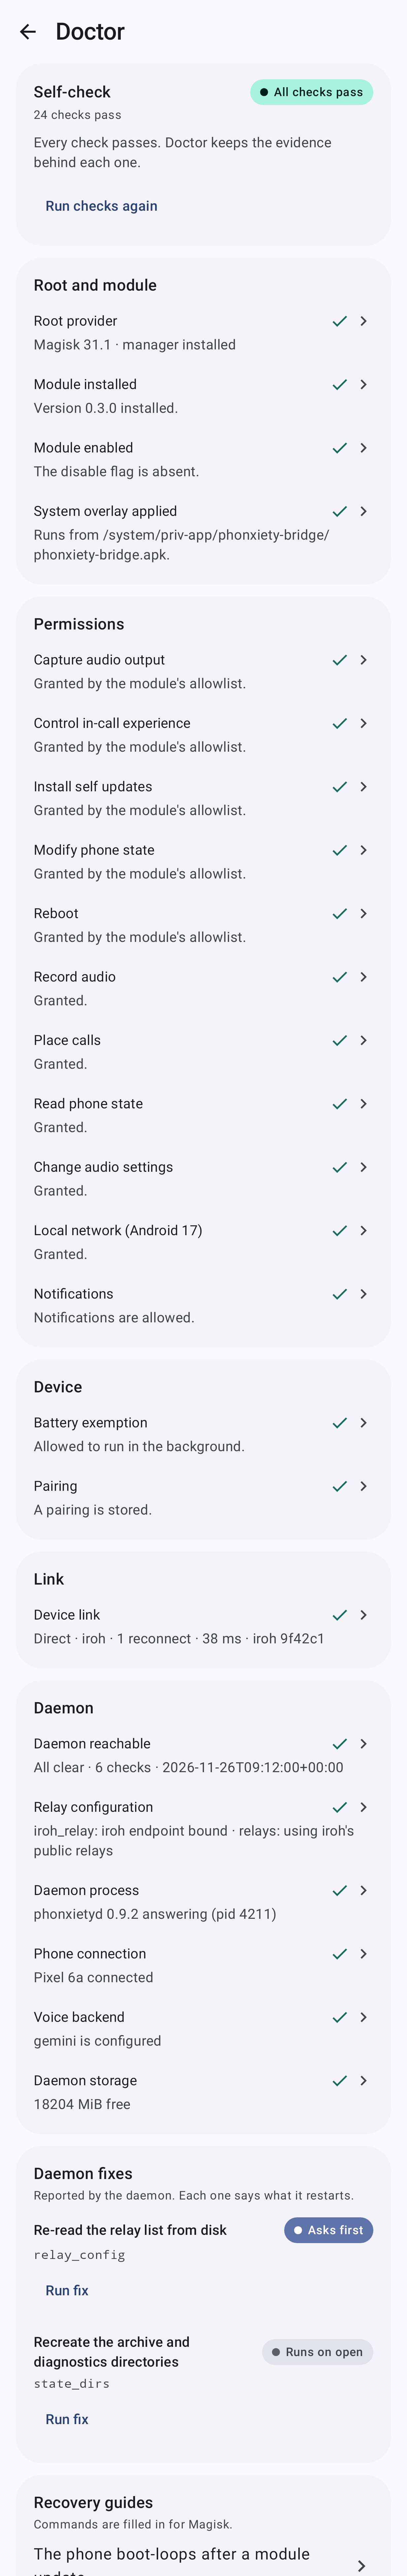 Doctor
Self-check
All checks pass
24 checks pass
Every check passes. Doctor keeps the evidence
behind each one.
Run checks again
Root and module
Root provider
Magisk 31.1 · manager installed
Module installed
Version 0.3.0 installed.
Module enabled
The disable flag is absent.
System overlay applied
Runs from /system/priv-app/phonxiety-bridge/
phonxiety-bridge.apk.
Permissions
Capture audio output
Granted by the module's allowlist.
Control in-call experience
Granted by the module's allowlist.
Install self updates
Granted by the module's allowlist.
Modify phone state
Granted by the module's allowlist.
Reboot
Granted by the module's allowlist.
Record audio
Granted.
Place calls
Granted.
Read phone state
Granted.
Change audio settings
Granted.
Local network (Android 17)
Granted.
Notifications
Notifications are allowed.
Device
Battery exemption
Allowed to run in the background.
Pairing
A pairing is stored.
Link
Device link
Direct · iroh · 1 reconnect · 38 ms · iroh 9f42c1
Daemon
Daemon reachable
All clear · 6 checks · 2026-11-26T09:12:00+00:00
Relay configuration
iroh_relay: iroh endpoint bound · relays: using iroh's
public relays
Daemon process
phonxietyd 0.9.2 answering (pid 4211)
Phone connection
Pixel 6a connected
Voice backend
gemini is configured
Daemon storage
18204 MiB free
Daemon fixes
Reported by the daemon. Each one says what it restarts.
Re-read the relay list from disk
Asks first
relay_config
Run fix
Recreate the archive and
diagnostics directories
Runs on open
state_dirs
Run fix
Recovery guides
Commands are filled in for Magisk.
The phone boot-loops after a module